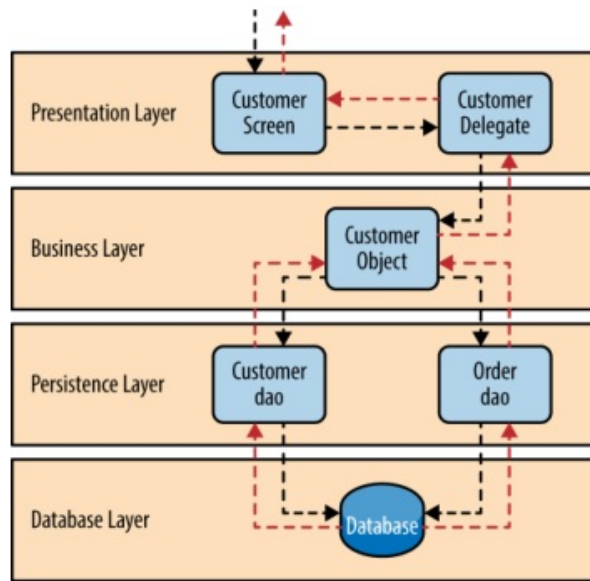 Customer
Screen
Customer
Delegate
Presentation Layer
Customer
Object
Business Layer
Customer
dao
Order
dao
Persistence Layer
Database Layer
Database